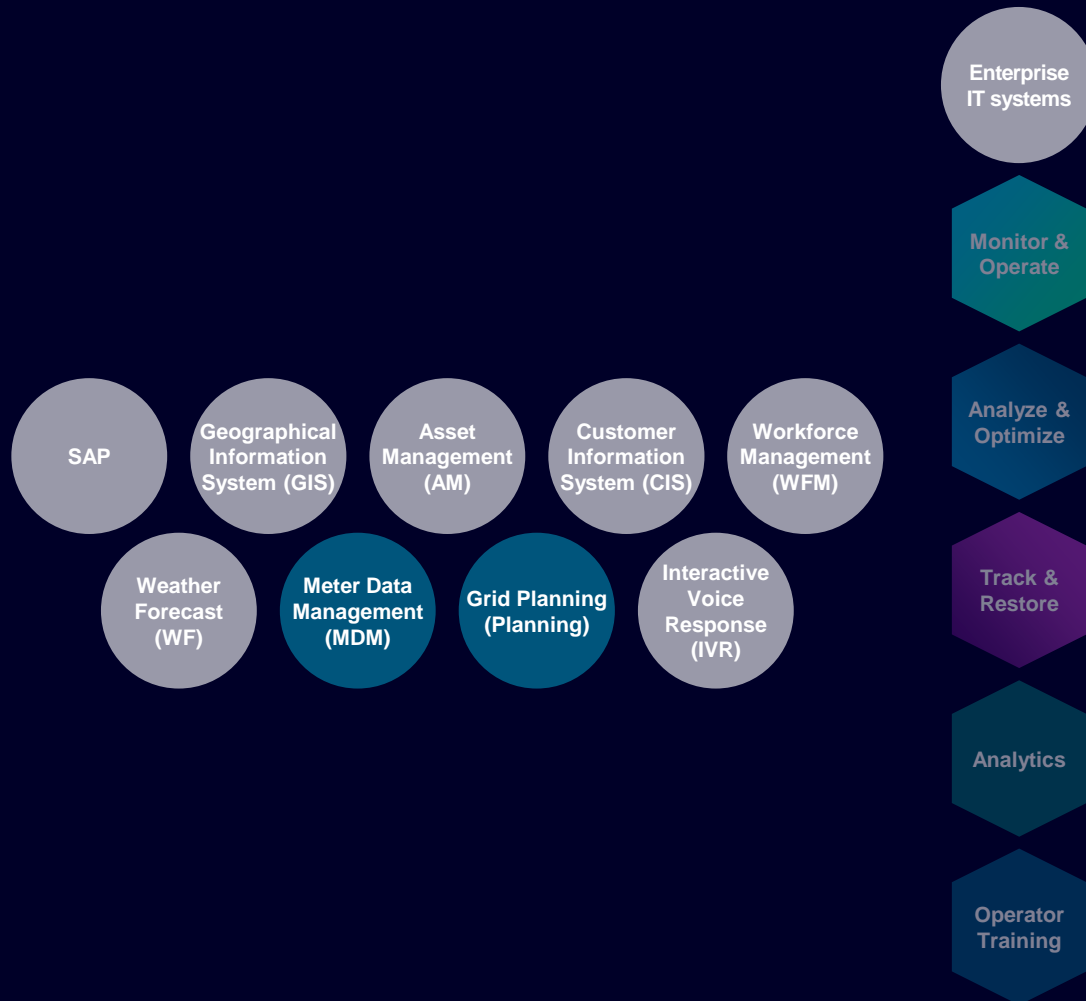 Enterprise
IT systems
Monitor &
Operate
Analyze &
Optimize
SAP
Geographical
Information
System (GIS)
Asset
Management
(AM)
Customer
Information
System (CIS)
Workforce
Management
(WFM)
Weather
Forecast
(WF)
Meter Data
Management
(MDM)
Grid Planning
(Planning)
Interactive
Voice
Response
(IVR)
Track &
Restore
Analytics
Operator
Training